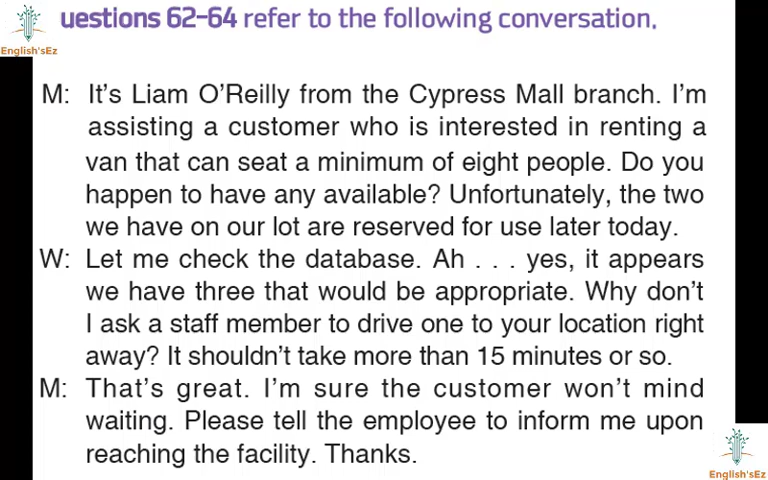 uestions 62-64 refer to the following conversation.
English'sEz
M: It's Liam O'Reilly from the Cypress Mall branch. I'm
assisting a customer who is interested in renting a
van that can seat a minimum of eight people. Do you
happen to have any available? Unfortunately, the two
we have on our lot are reserved for use later today.
W: Let me check the database. Ah . . . yes, it appears
we have three that would be appropriate. Why don't
I ask a staff member to drive one to your location right
away? It shouldn't take more than 15 minutes or so.
M: That's great. I'm sure the customer won't mind
waiting. Please tell the employee to inform me upon
reaching the facility. Thanks.
English'sEz